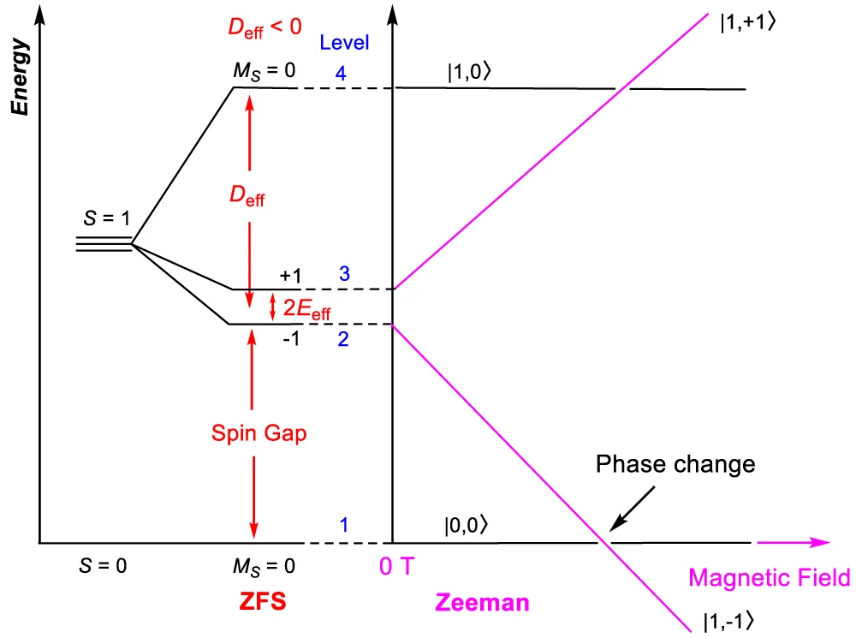 Energy
D_eff < 0
Level
M_S = 0
4
|1,0⟩
|1,+1⟩
D_eff
S = 1
+1
3
2E_eff
-1
2
Spin Gap
Phase change
1
|0,0⟩
S = 0
M_S = 0
0 T
Magnetic Field
ZFS
Zeeman
|1,-1⟩